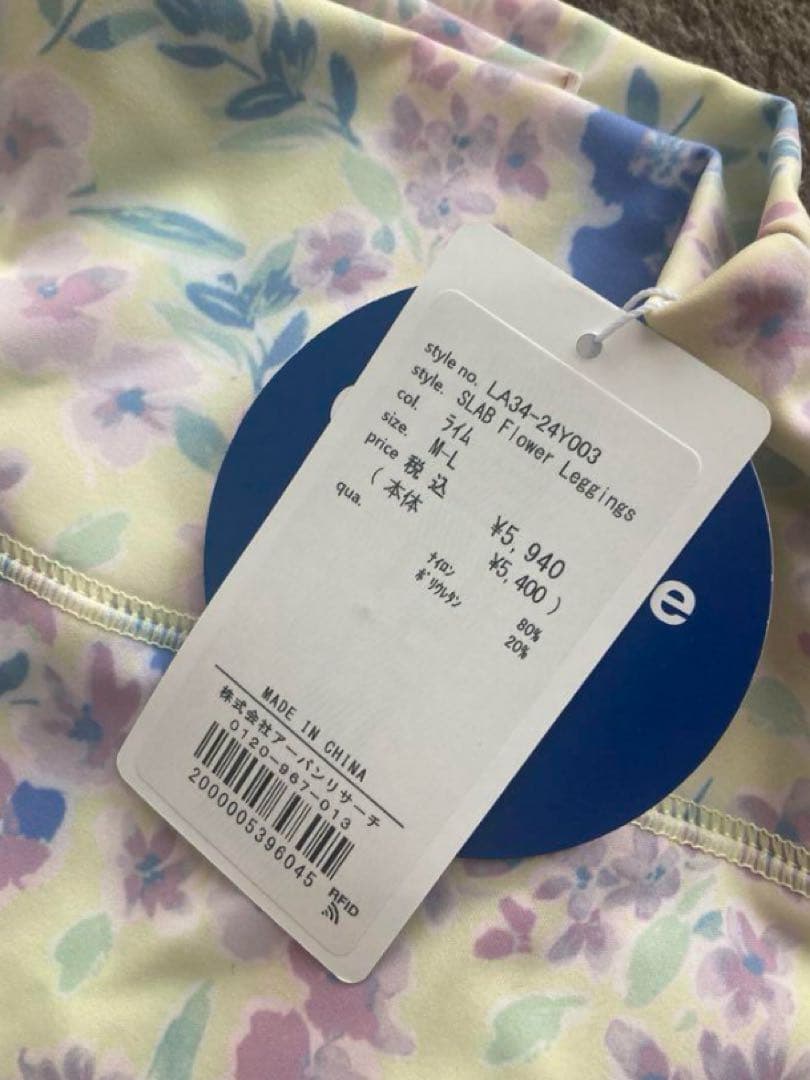 style no. LA34-24Y003
style. SLAB Flower Leggings
col. ライム
size. M-L
price 税込 ¥5,940
(本体 ¥5,400)
qua. ナイロン 80%
ポリウレタン 20%
MADE IN CHINA
株式会社アーバンリサーチ
0120-967-013
2000005396045
RFID
e